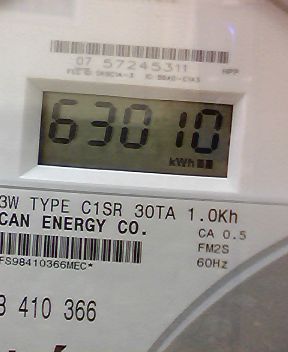 07 57245311
63010
kWh
3W TYPE C1SR 30TA 1.0Kh
CAN ENERGY CO.
CA 0.5
FM2S
FS98410366MEC*
60Hz
410 366